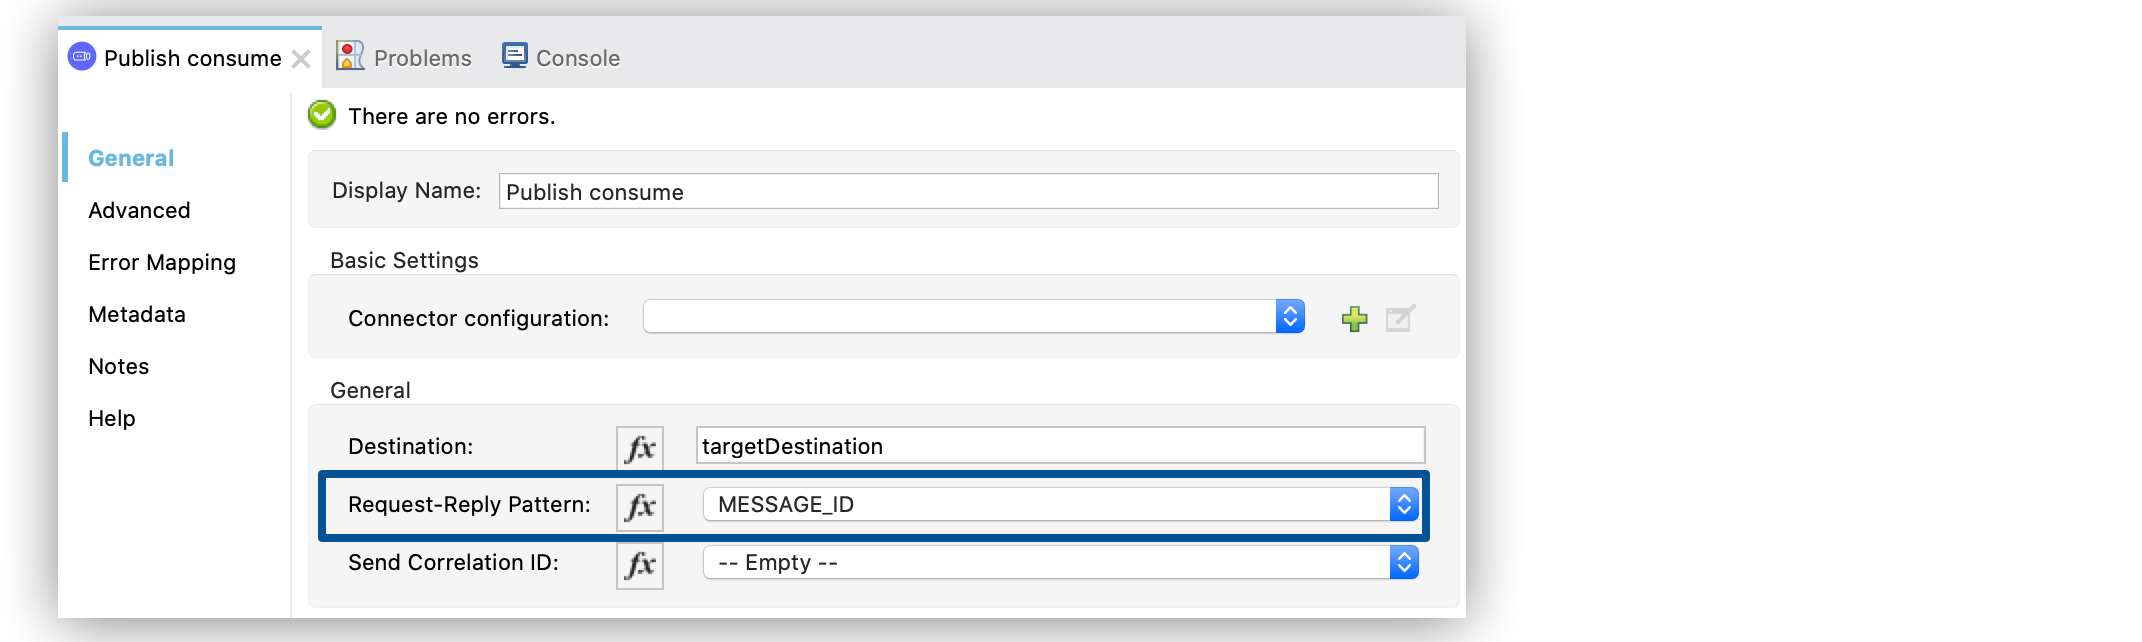 Publish consume
Problems
Console
There are no errors.
General
Advanced
Error Mapping
Metadata
Notes
Help
Display Name: Publish consume
Basic Settings
Connector configuration:
General
Destination: fx targetDestination
Request-Reply Pattern: fx MESSAGE_ID
Send Correlation ID: fx -- Empty --